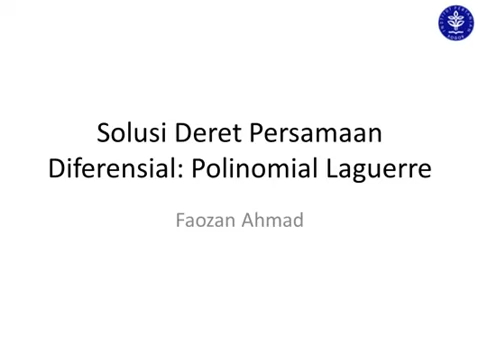 Solusi Deret Persamaan
Diferensial: Polinomial Laguerre
Faozan Ahmad